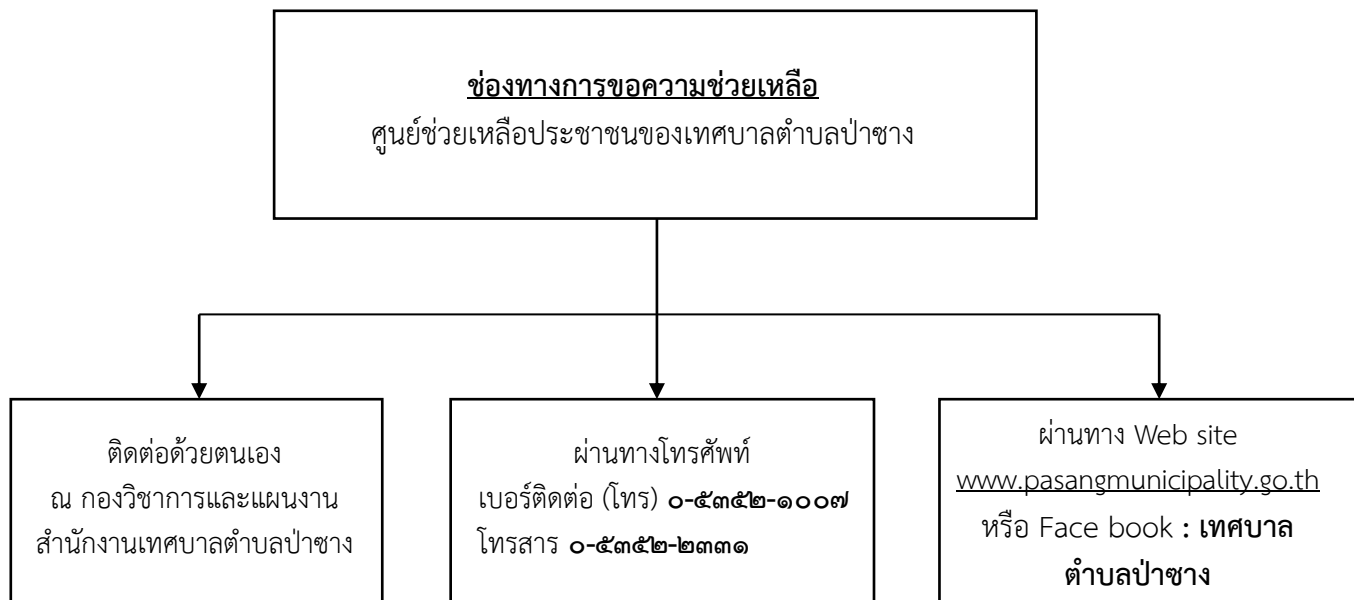 ช่องทางการขอความช่วยเหลือ
ศูนย์ช่วยเหลือประชาชนของเทศบาลตำบลป่าซาง
ติดต่อด้วยตนเอง
ณ กองวิชาการและแผนงาน
สำนักงานเทศบาลตำบลป่าซาง
ผ่านทางโทรศัพท์
เบอร์ติดต่อ (โทร) ๐-๕๓๕๒-๑๐๐๗
โทรสาร ๐-๕๓๕๒-๒๓๓๑
ผ่านทาง Web site
www.pasangmunicipality.go.th
หรือ Face book : เทศบาล
ตำบลป่าซาง